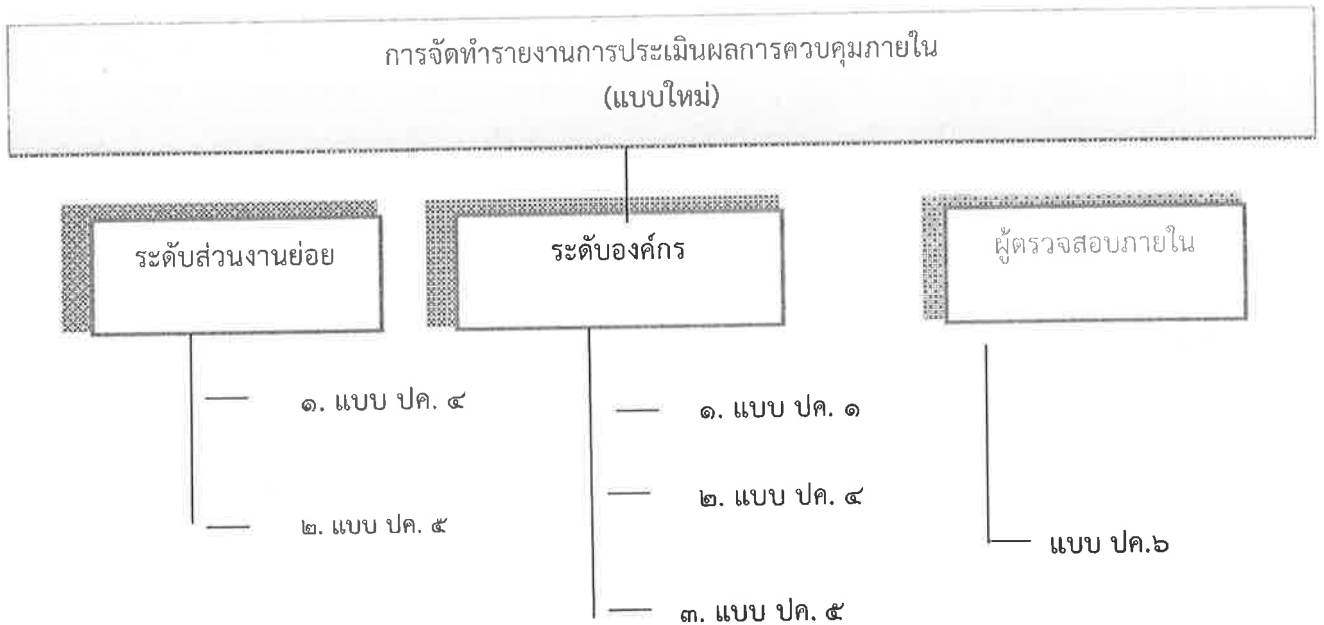 การจัดทำรายงานการประเมินผลการควบคุมภายใน
(แบบใหม่)
ระดับส่วนงานย่อย
๑. แบบ ปค. ๔
๒. แบบ ปค. ๕
ระดับองค์กร
๑. แบบ ปค. ๑
๒. แบบ ปค. ๔
๓. แบบ ปค. ๕
ผู้ตรวจสอบภายใน
แบบ ปค.๖